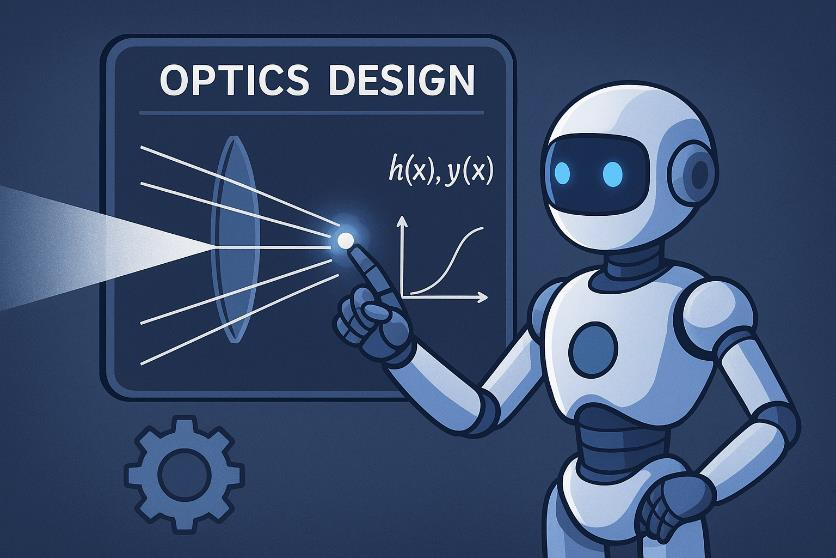 OPTICS DESIGN
h(x), y(x)